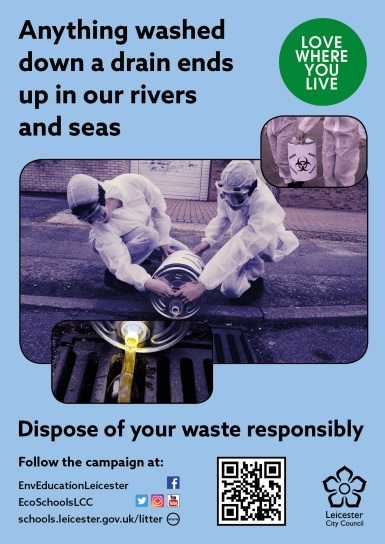 Anything washed
down a drain ends
up in our rivers
and seas
LOVE
WHERE
YOU
LIVE
Dispose of your waste responsibly
Follow the campaign at:
EnvEducationLeicester
EcoSchoolsLCC
schools.leicester.gov.uk/litter
Leicester
City Council